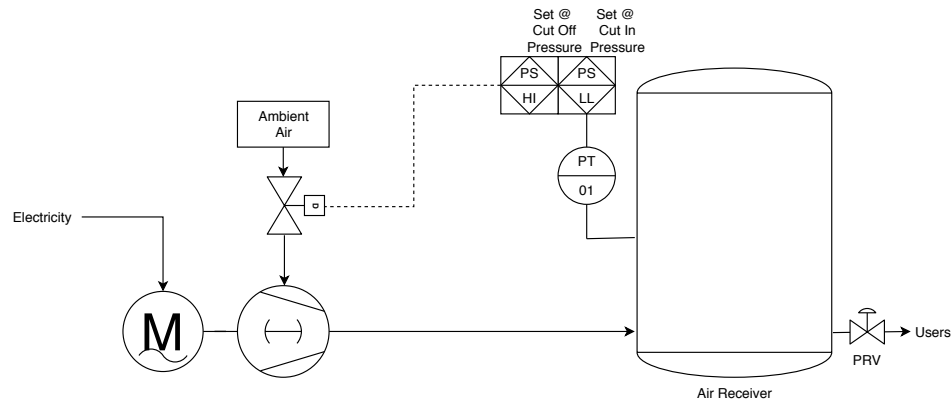 Set @
Cut Off
Pressure
Set @
Cut In
Pressure
PS
PS
HI
LL
Ambient
Air
PT
01
D
Electricity
M
Users
PRV
Air Receiver